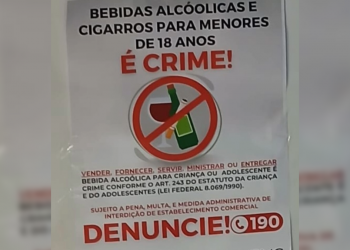 BEBIDAS ALCÓOLICAS E
CIGARROS PARA MENORES
DE 18 ANOS
É CRIME!
VENDER, FORNECER, SERVIR, MINISTRAR OU ENTREGAR
BEBIDA ALCOÓLICA PARA CRIANÇA OU ADOLESCENTE É
CRIME CONFORME O ART. 243 DO ESTATUTO DA CRIANÇA
E DO ADOLESCENTES (LEI FEDERAL 8.069/1990).
SUJEITO A PENA, MULTA, E MEDIDA ADMINISTRATIVA DE
INTERDIÇÃO DE ESTABELECIMENTO COMERCIAL
DENUNCIE! 190